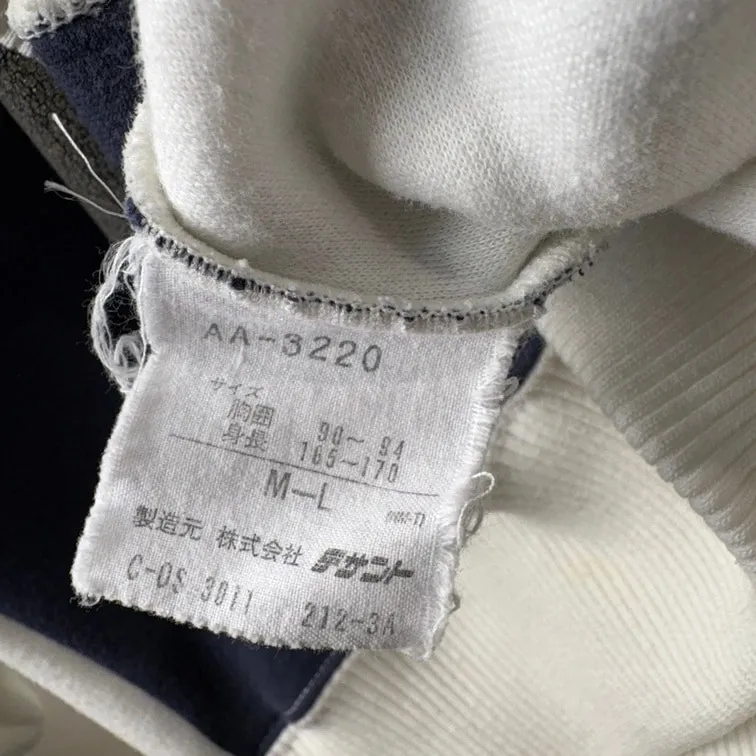 AA-3220
サイズ
胸囲 90〜94
身長 165〜170
M-L
製造元 株式会社 デサント
C-OS 3011 212-3A